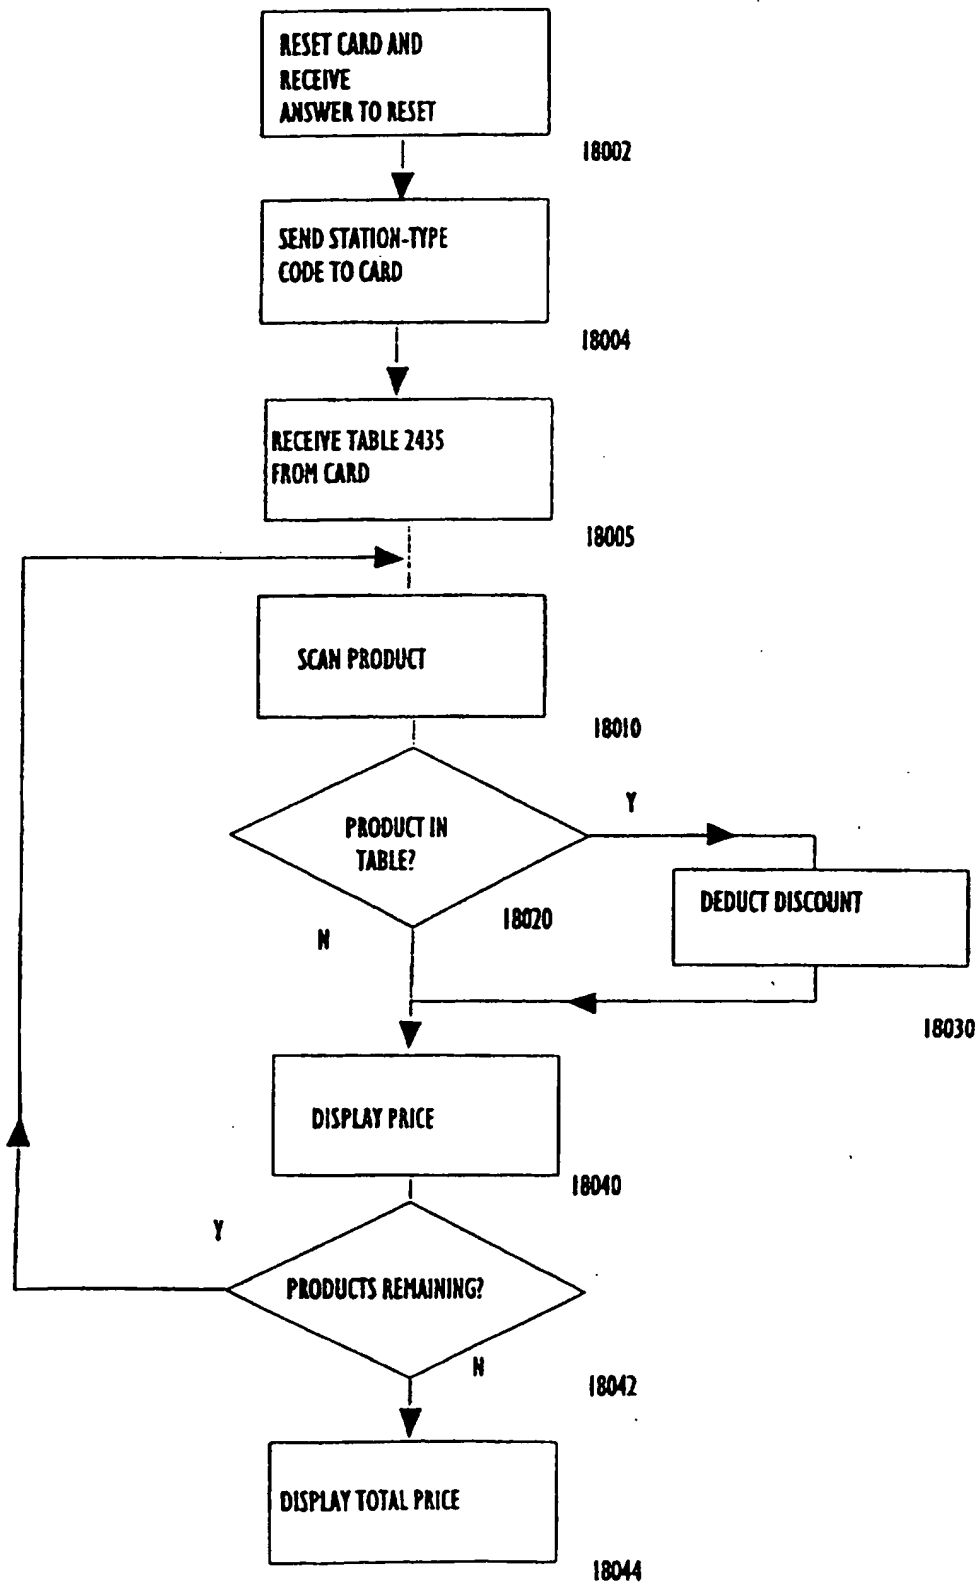 RESET CARD AND
RECEIVE
ANSWER TO RESET
18002
SEND STATION-TYPE
CODE TO CARD
18004
RECEIVE TABLE 2435
FROM CARD
18005
SCAN PRODUCT
18010
PRODUCT IN
TABLE?
Y
18020
N
DEDUCT DISCOUNT
18030
DISPLAY PRICE
18040
Y
PRODUCTS REMAINING?
N
18042
DISPLAY TOTAL PRICE
18044